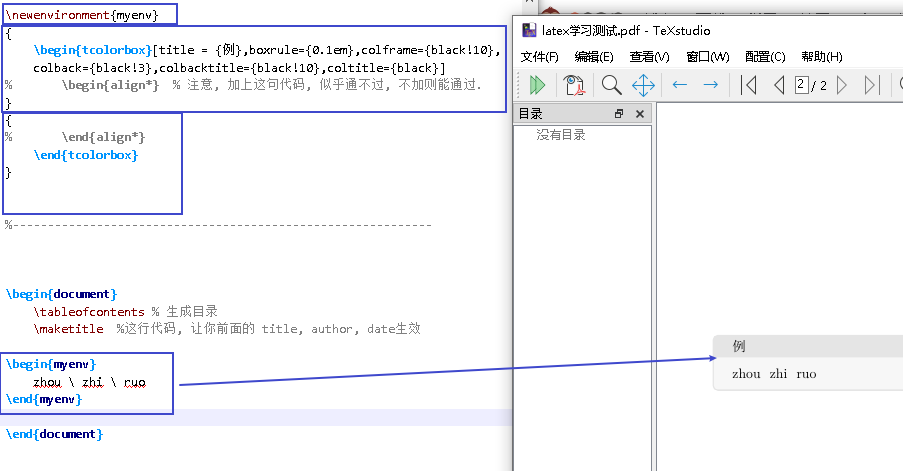 \newenvironment{myenv}
{
\begin{tcolorbox}[title = {例},boxrule={0.1em},colframe={black!10},
colback={black!3},colbacktitle={black!10},coltitle={black}]
% \begin{align*} % 注意, 加上这句代码, 似乎通不过, 不加则能通过.
}
{
% \end{align*}
\end{tcolorbox}
}
%------------------------------------------------------------
\begin{document}
\tableofcontents % 生成目录
\maketitle %这行代码, 让你前面的 title, author, date生效
\begin{myenv}
zhou \ zhi \ ruo
\end{myenv}
\end{document}
latex学习测试.pdf - TeXstudio
文件(F) 编辑(E) 查看(V) 窗口(W) 配置(C) 帮助(H)
2 / 2
目录
没有目录
例
zhou zhi ruo